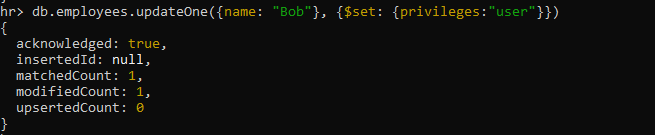 hr> db.employees.updateOne({name: "Bob"}, {$set: {privileges:"user"}})
{
  acknowledged: true,
  insertedId: null,
  matchedCount: 1,
  modifiedCount: 1,
  upsertedCount: 0
}